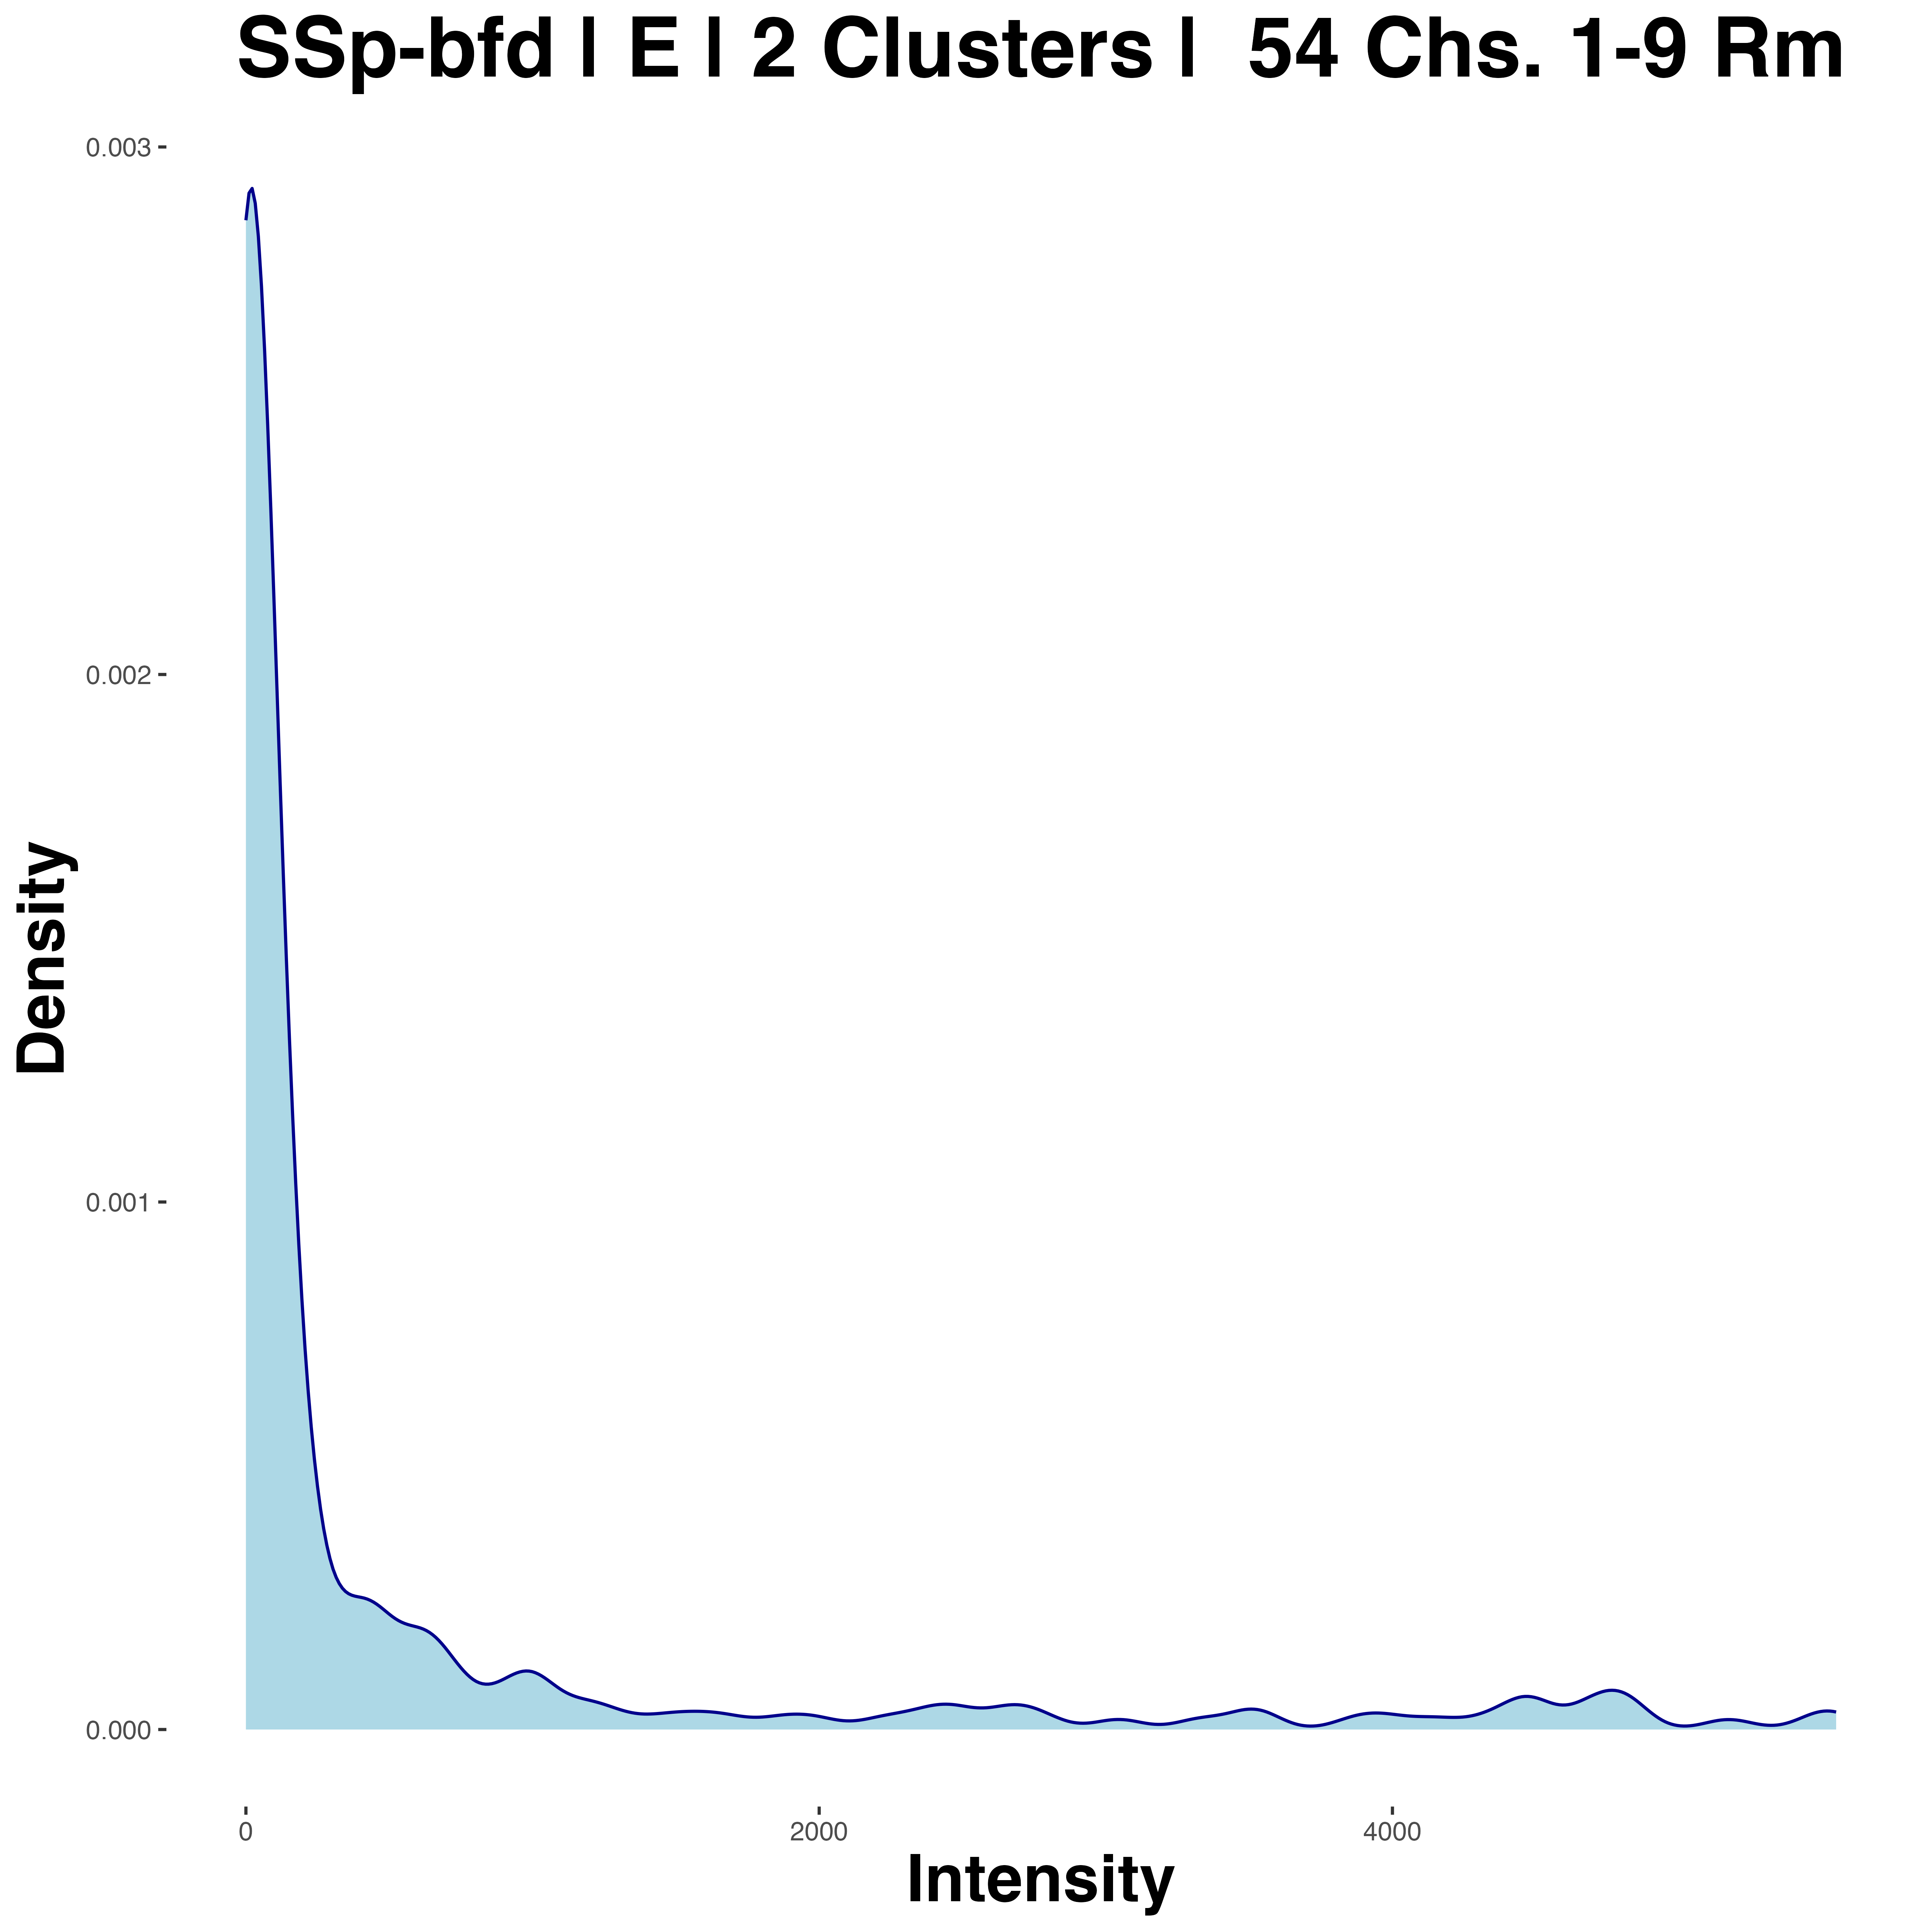 SSp-bfd | E | 2 Clusters |  54 Chs. 1-9 Rm
0.003
0.002
0.001
0.000
Density
0
2000
4000
Intensity